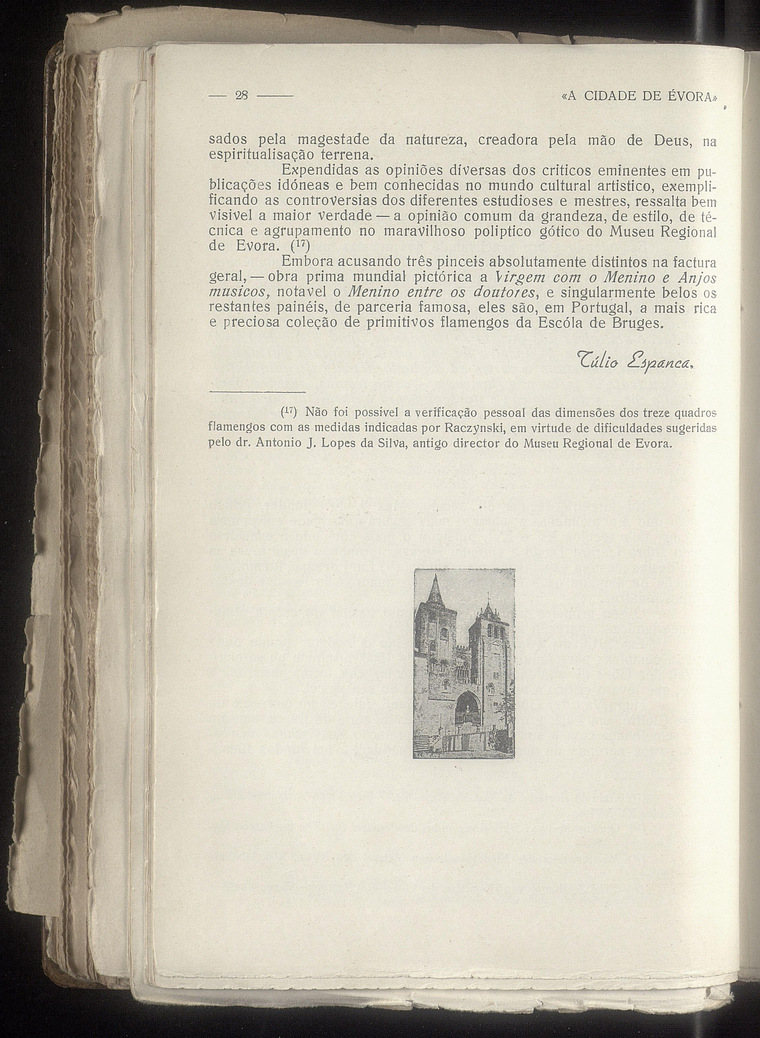 — 28 —— «A CIDADE DE ÉVORA»
sados pela magestade da natureza, creadora pela mão de Deus, na
espiritualisação terrena.
Expendidas as opiniões diversas dos criticos eminentes em pu-
blicações idóneas e bem conhecidas no mundo cultural artistico, exempli-
ficando as controversias dos diferentes estudioses e mestres, ressalta bem
visivel a maior verdade — a opinião comum da grandeza, de estilo, de té-
cnica e agrupamento no maravilhoso poliptico gótico do Museu Regional
de Evora. (¹⁷)
Embora acusando três pinceis absolutamente distintos na factura
geral, — obra prima mundial pictórica a Virgem com o Menino e Anjos
musicos, notavel o Menino entre os doutores, e singularmente belos os
restantes painéis, de parceria famosa, eles são, em Portugal, a mais rica
e preciosa coleção de primitivos flamengos da Escóla de Bruges.
Túlio Espanca.
(¹⁷) Não foi possivel a verificação pessoal das dimensões dos treze quadros
flamengos com as medidas indicadas por Raczynski, em virtude de dificuldades sugeridas
pelo dr. Antonio J. Lopes da Silva, antigo director do Museu Regional de Evora.